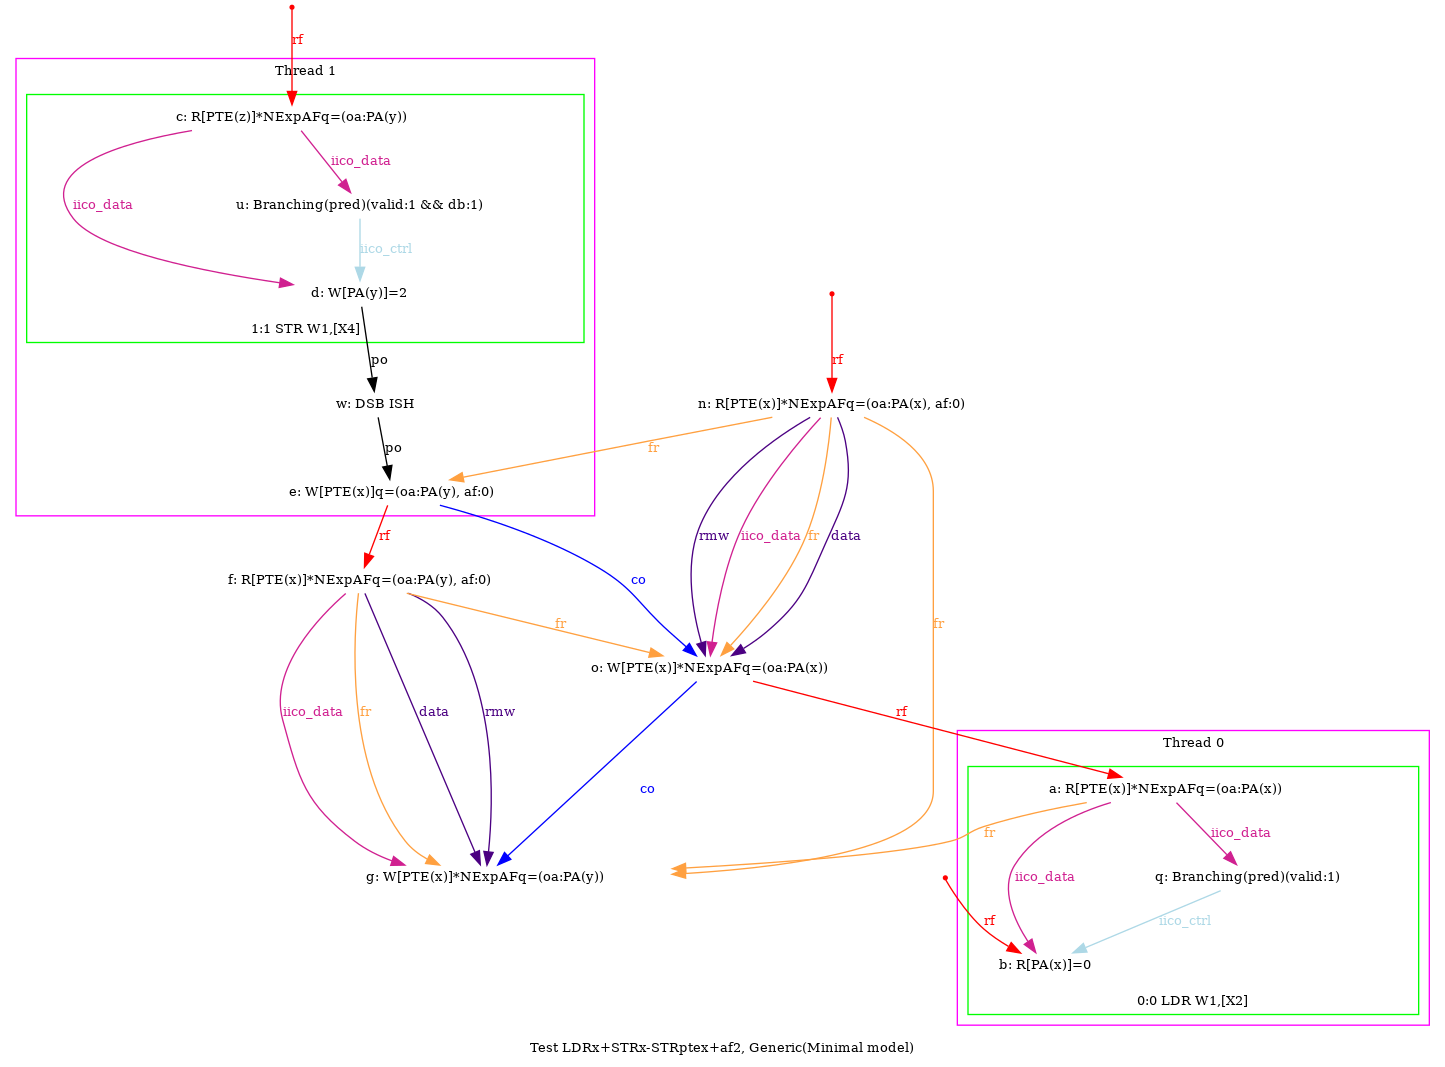 rf
Thread 1
c: R[PTE(z)]*NExpAFq=(oa:PA(y))
iico_data
u: Branching(pred)(valid:1 && db:1)
iico_data
iico_ctrl
d: W[PA(y)]=2
1:1 STR W1,[X4]
po
rf
w: DSB ISH
n: R[PTE(x)]*NExpAFq=(oa:PA(x), af:0)
po
fr
e: W[PTE(x)]q=(oa:PA(y), af:0)
rf
rmw
iico_data
fr
data
co
f: R[PTE(x)]*NExpAFq=(oa:PA(y), af:0)
fr
fr
o: W[PTE(x)]*NExpAFq=(oa:PA(x))
iico_data
fr
data
rmw
rf
Thread 0
co
a: R[PTE(x)]*NExpAFq=(oa:PA(x))
fr
iico_data
g: W[PTE(x)]*NExpAFq=(oa:PA(y))
iico_data
q: Branching(pred)(valid:1)
rf
iico_ctrl
b: R[PA(x)]=0
0:0 LDR W1,[X2]
Test LDRx+STRx-STRptex+af2, Generic(Minimal model)